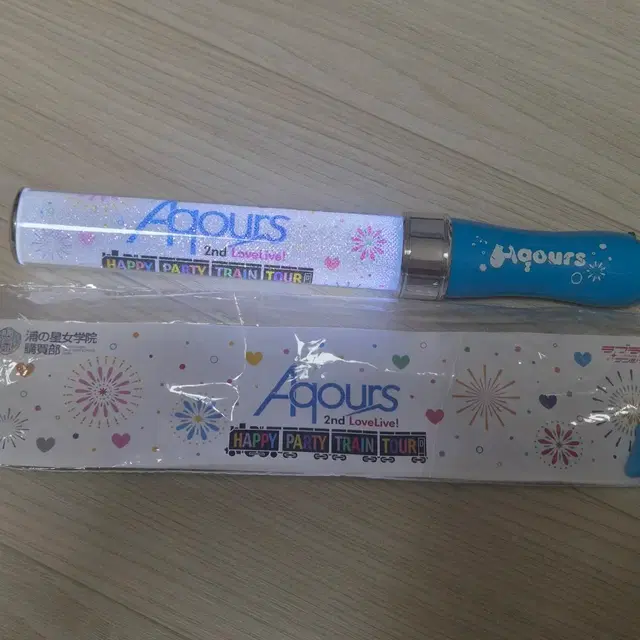 Aqours
2nd LoveLive!
HAPPY PARTY TRAIN TOUR
Aqours
浦の星女学院
購買部
Aqours
2nd LoveLive!
HAPPY PARTY TRAIN TOUR